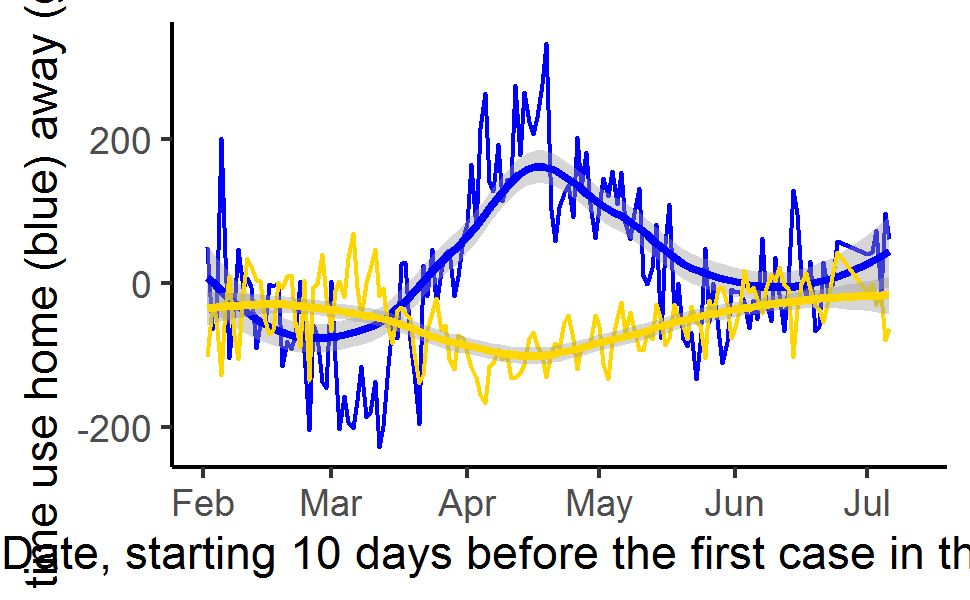 time use home (blue) away (
200
0
-200
Feb Mar Apr May Jun Jul
Date, starting 10 days before the first case in th